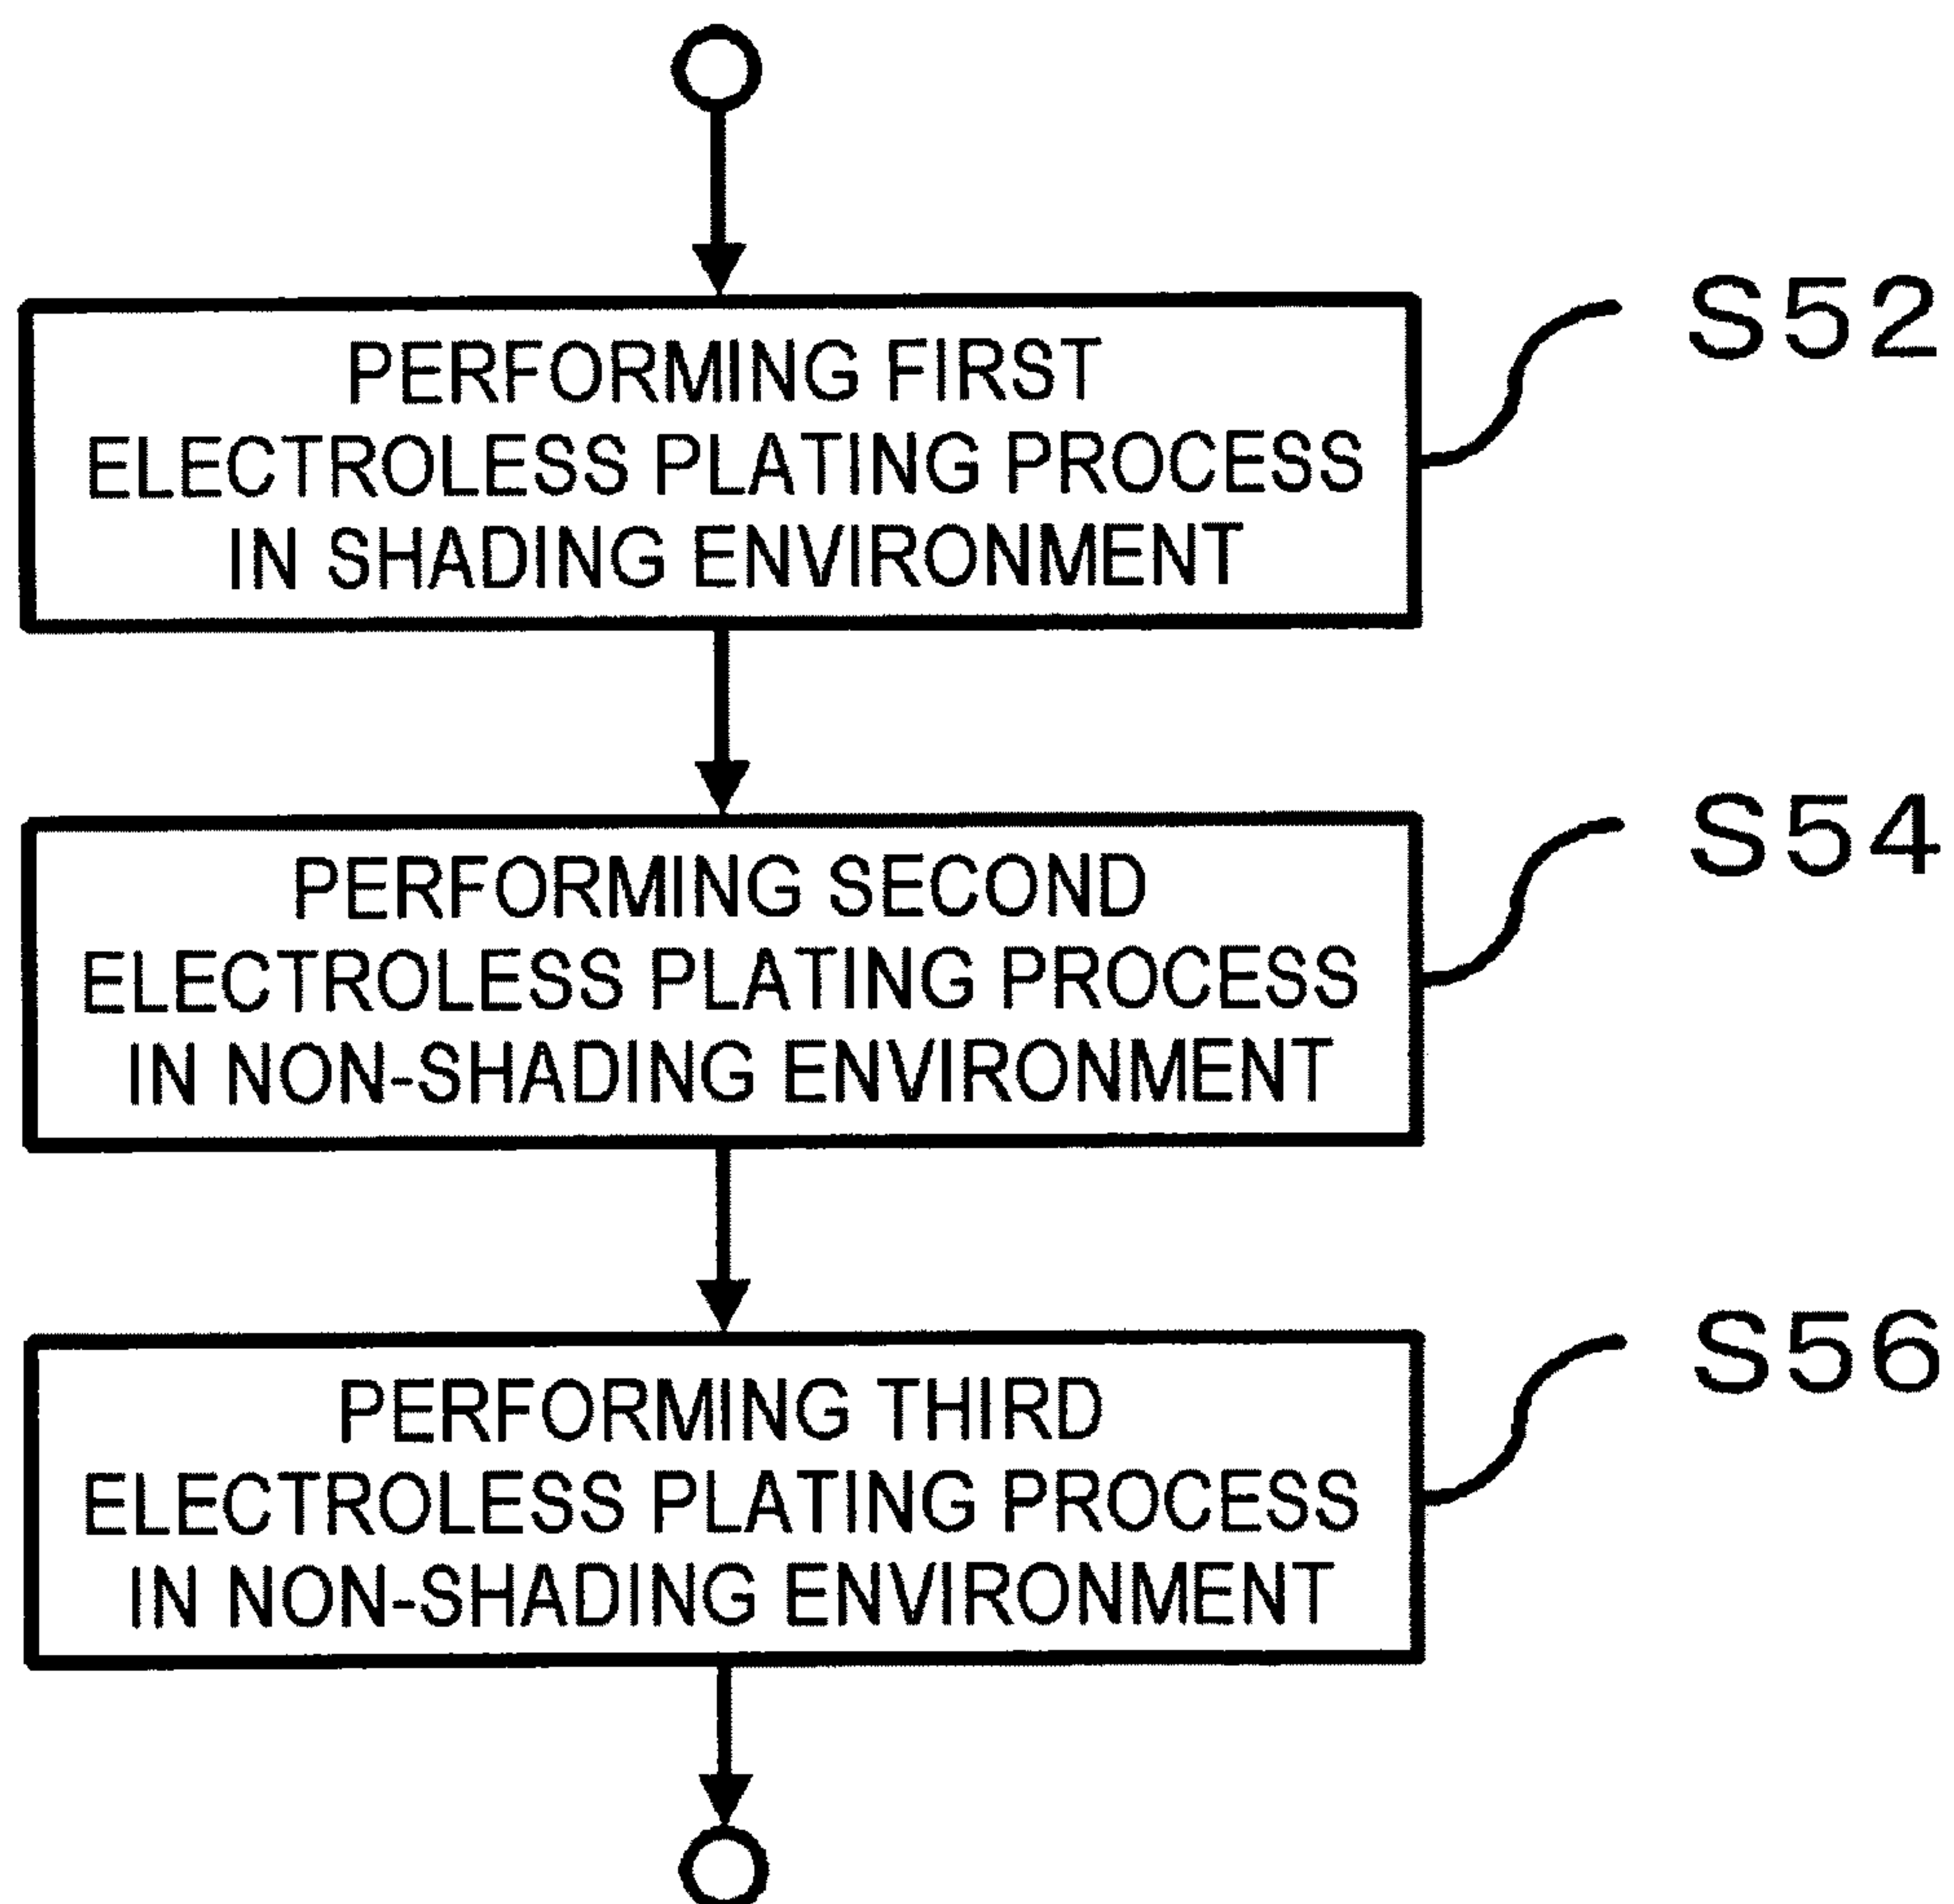 PERFORMING FIRST
ELECTROLESS PLATING PROCESS
IN SHADING ENVIRONMENT
S52
PERFORMING SECOND
ELECTROLESS PLATING PROCESS
IN NON-SHADING ENVIRONMENT
S54
PERFORMING THIRD
ELECTROLESS PLATING PROCESS
IN NON-SHADING ENVIRONMENT
S56